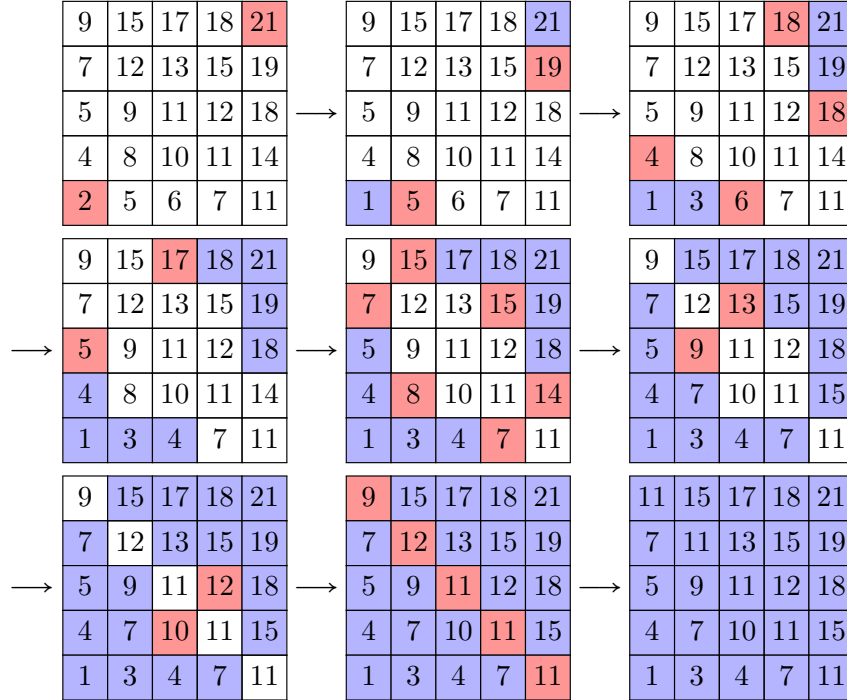 9 15 17 18 21 9 15 17 18 21 9 15 17 18 21
7 12 13 15 19 7 12 13 15 19 7 12 13 15 19
5 9 11 12 18 → 5 9 11 12 18 → 5 9 11 12 18
4 8 10 11 14 4 8 10 11 14 4 8 10 11 14
2 5 6 7 11 1 5 6 7 11 1 3 6 7 11
9 15 17 18 21 9 15 17 18 21 9 15 17 18 21
7 12 13 15 19 7 12 13 15 19 7 12 13 15 19
→ 5 9 11 12 18 → 5 9 11 12 18 → 5 9 11 12 18
4 8 10 11 14 4 8 10 11 14 4 7 10 11 15
1 3 4 7 11 1 3 4 7 11 1 3 4 7 11
9 15 17 18 21 9 15 17 18 21 11 15 17 18 21
7 12 13 15 19 7 12 13 15 19 7 11 13 15 19
→ 5 9 11 12 18 → 5 9 11 12 18 → 5 9 11 12 18
4 7 10 11 15 4 7 10 11 15 4 7 10 11 15
1 3 4 7 11 1 3 4 7 11 1 3 4 7 11